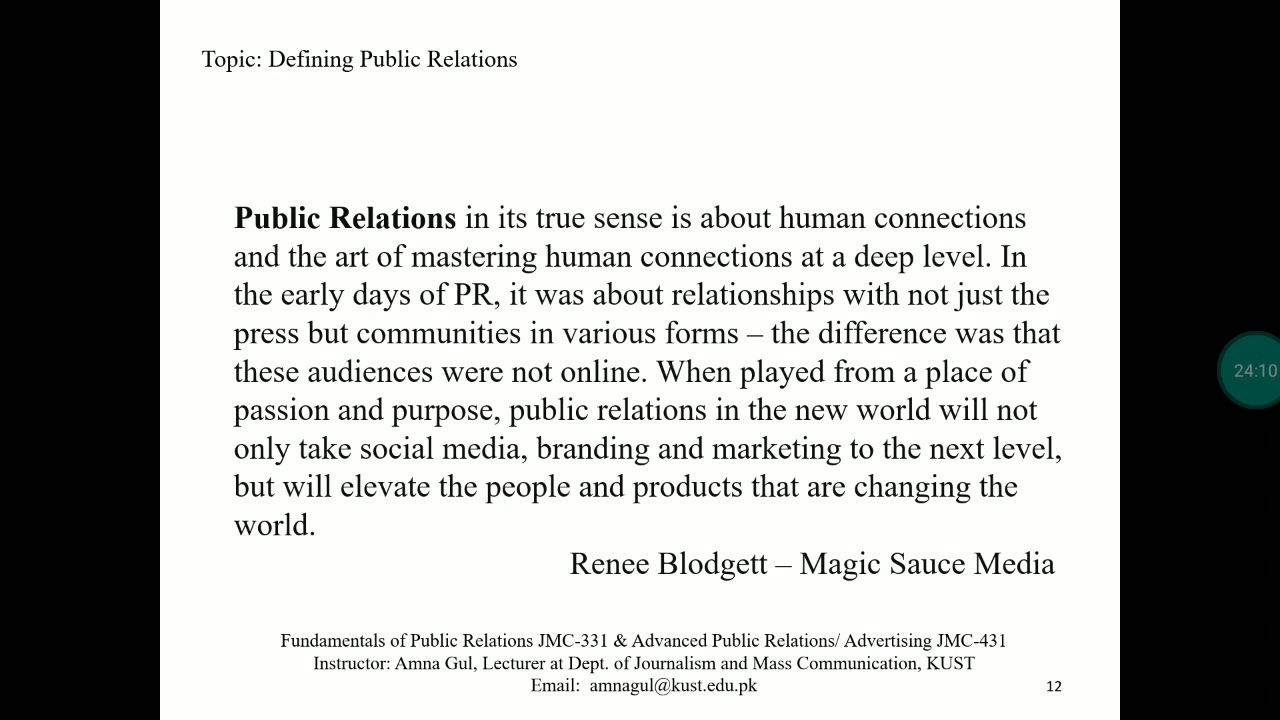 Topic: Defining Public Relations
Public Relations in its true sense is about human connections
and the art of mastering human connections at a deep level. In
the early days of PR, it was about relationships with not just the
press but communities in various forms – the difference was that
these audiences were not online. When played from a place of
passion and purpose, public relations in the new world will not
only take social media, branding and marketing to the next level,
but will elevate the people and products that are changing the
world.
Renee Blodgett – Magic Sauce Media
24:10
Fundamentals of Public Relations JMC-331 & Advanced Public Relations/ Advertising JMC-431
Instructor: Amna Gul, Lecturer at Dept. of Journalism and Mass Communication, KUST
Email:  amnagul@kust.edu.pk
12